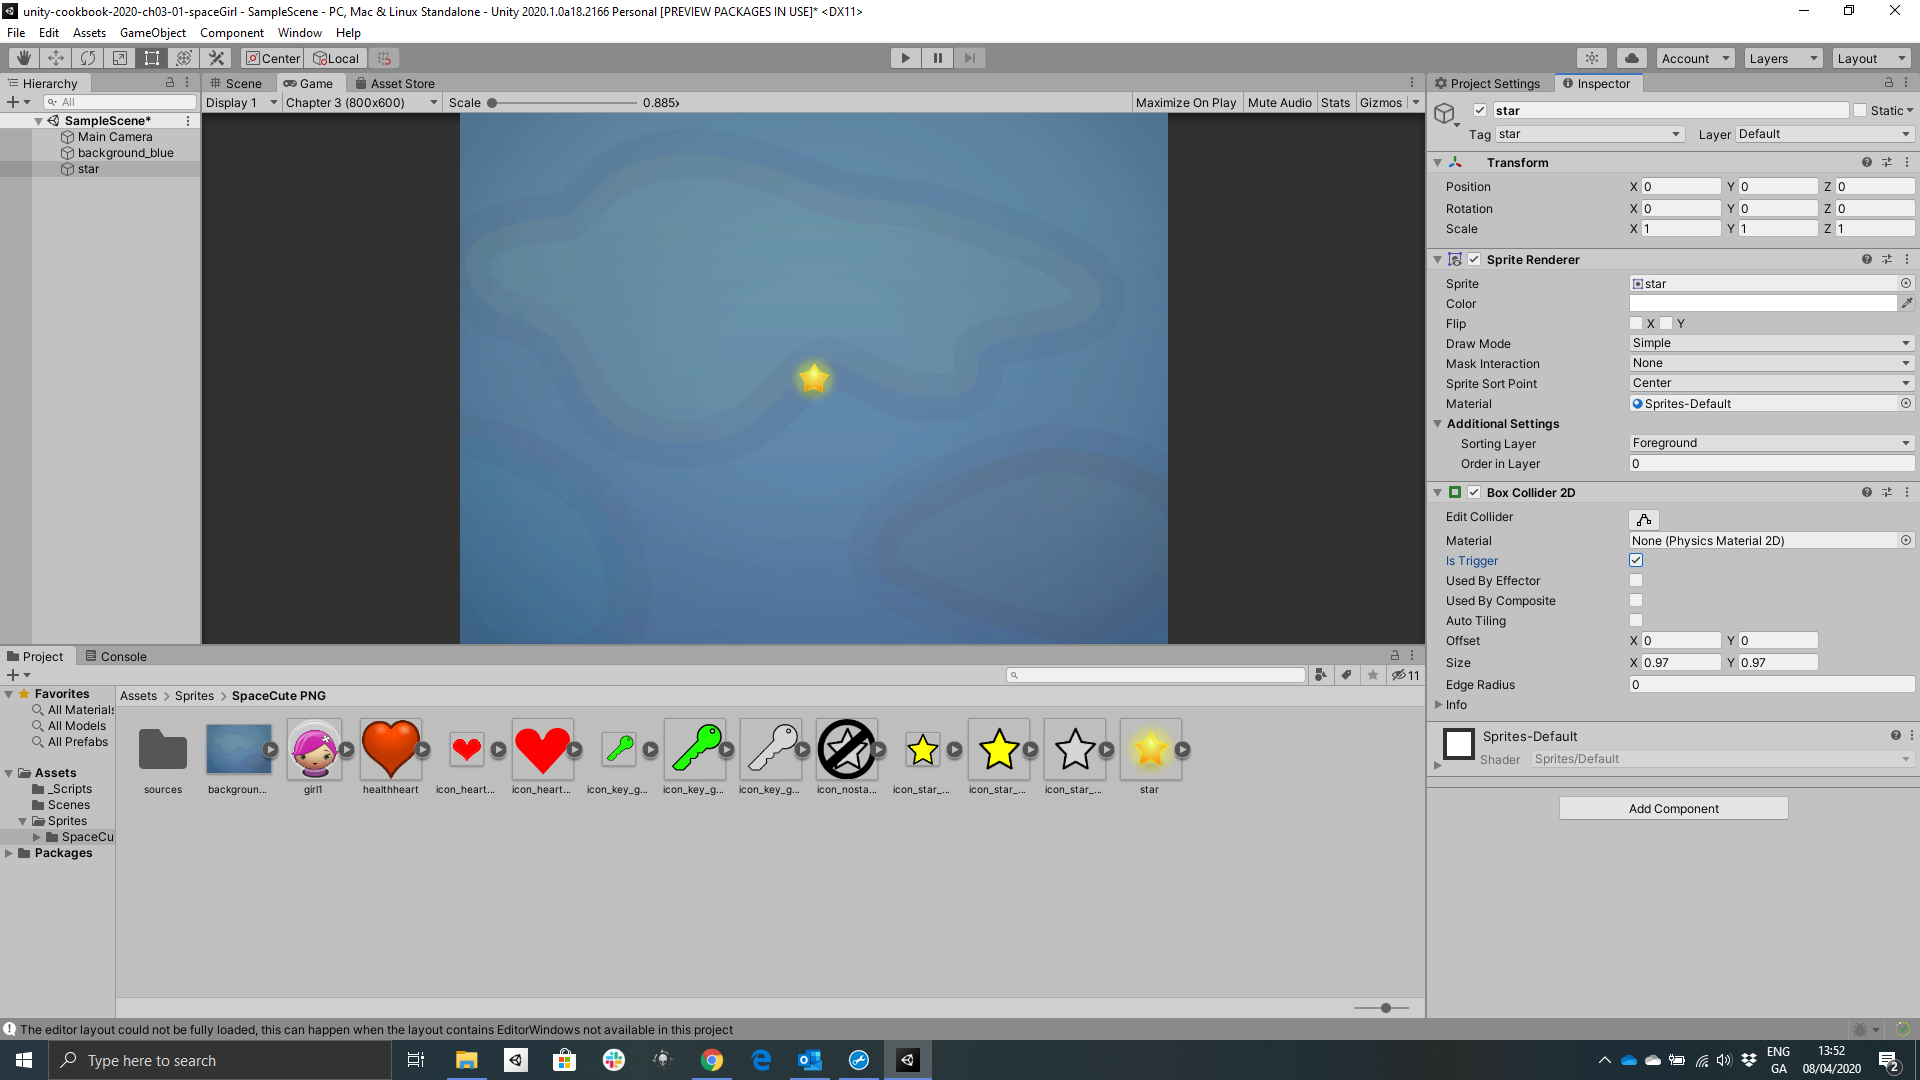 unity-cookbook-2020-ch03-01-spaceGirl - SampleScene - PC, Mac & Linux Standalone - Unity 2020.1.0a18.2166 Personal [PREVIEW PACKAGES IN USE]* <DX11>
File Edit Assets GameObject Component Window Help
Center Local Account Layers Layout
Hierarchy
All
SampleScene*
Main Camera
background_blue
star
Scene Game Asset Store
Display 1 Chapter 3 (800x600) Scale 0.885x Maximize On Play Mute Audio Stats Gizmos
Project Settings Inspector
star Static
Tag star Layer Default
Transform
Position X 0 Y 0 Z 0
Rotation X 0 Y 0 Z 0
Scale X 1 Y 1 Z 1
Sprite Renderer
Sprite star
Color
Flip X Y
Draw Mode Simple
Mask Interaction None
Sprite Sort Point Center
Material Sprites-Default
Additional Settings
Sorting Layer Foreground
Order in Layer 0
Box Collider 2D
Edit Collider
Material None (Physics Material 2D)
Is Trigger
Used By Effector
Used By Composite
Auto Tiling
Offset X 0 Y 0
Size X 0.97 Y 0.97
Edge Radius 0
Info
Sprites-Default
Shader Sprites/Default
Add Component
Project Console
11
Favorites
All Materials
All Models
All Prefabs
Assets
_Scripts
Scenes
Sprites
SpaceCu
Packages
Assets > Sprites > SpaceCute PNG
sources backgroun... girl1 healthheart icon_heart... icon_heart... icon_key_g... icon_key_g... icon_key_g... icon_nosta... icon_star_... icon_star_... icon_star_... star
The editor layout could not be fully loaded, this can happen when the layout contains EditorWindows not available in this project
Type here to search
ENG
GA
13:52
08/04/2020
2